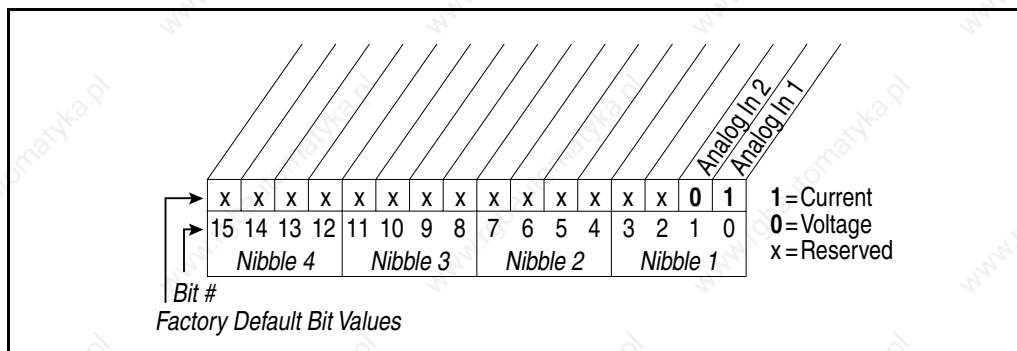 Analog In 2
Analog In 1
x x x x x x x x x x x x x x 0 1
15 14 13 12 11 10 9 8 7 6 5 4 3 2 1 0
Nibble 4 Nibble 3 Nibble 2 Nibble 1
1=Current
0=Voltage
x=Reserved
Bit #
Factory Default Bit Values